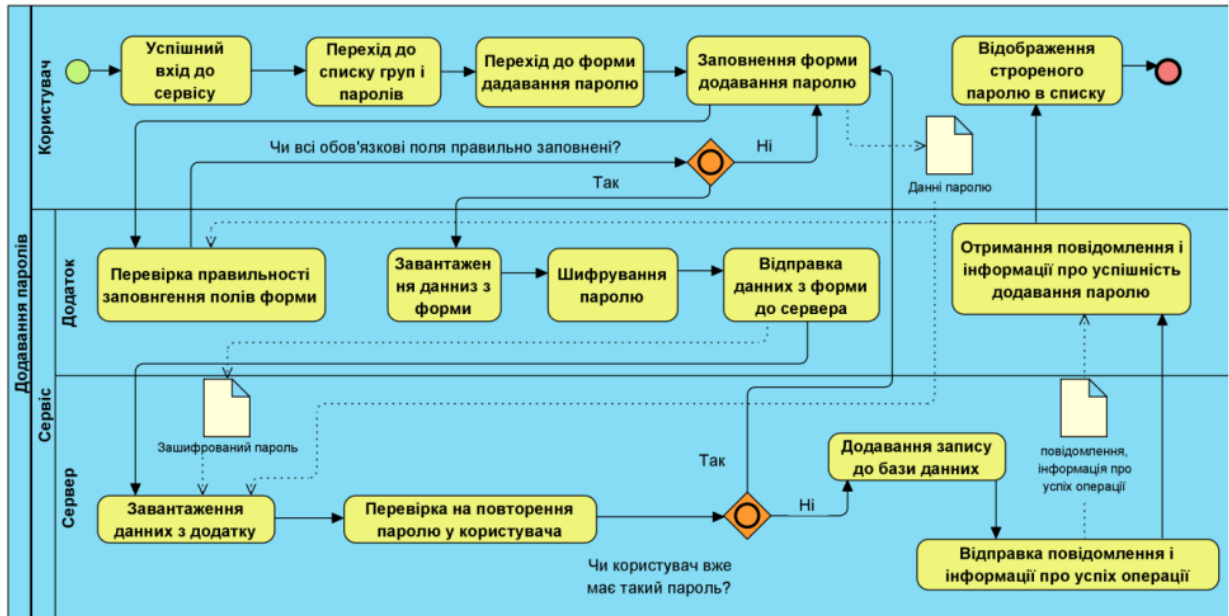 Додавання паролів
Користувач
Успішний
вхід до
сервісу
Перехід до
списку груп і
паролів
Перехід до форми
дадавання паролю
Заповнення форми
додавання паролю
Відображення
строреного
паролю в списку
Чи всі обов'язкові поля правильно заповнені?
Ні
Так
Данні паролю
Сервіс
Додаток
Перевірка правильності
заповнгення полів форми
Завантажен
ня данниз з
форми
Шифрування
паролю
Відправка
данних з форми
до сервера
Отримання повідомлення і
інформації про успішність
додавання паролю
Сервер
Зашифрований пароль
Завантаження
данних з додатку
Перевірка на повторення
паролю у користувача
Так
Ні
Чи користувач вже
має такий пароль?
Додавання запису
до бази данних
повідомлення,
інформація про
успіх операції
Відправка повідомлення і
інформації про успіх операції